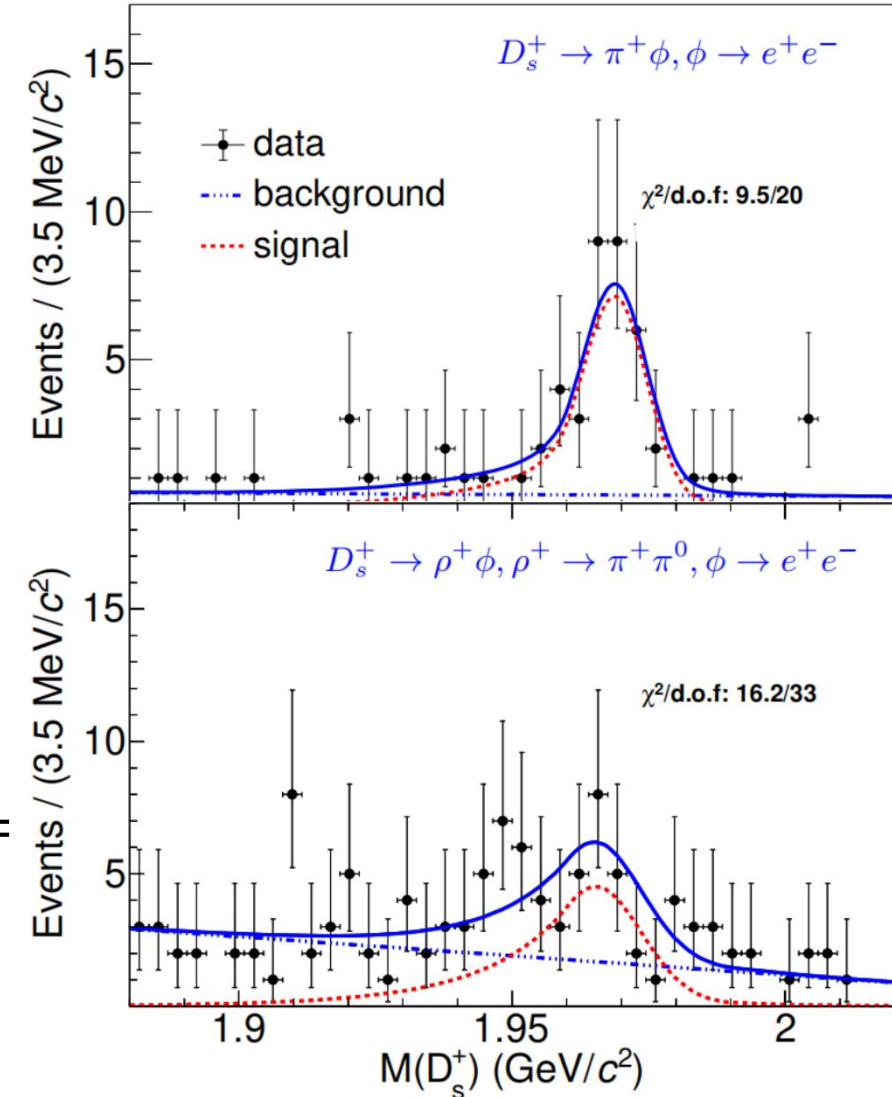 D_s^+ → π^+ φ, φ → e^+ e^-
Events / (3.5 MeV/c²)
15
10
5
data
background
signal
χ²/d.o.f: 9.5/20
D_s^+ → ρ^+ φ, ρ^+ → π^+ π^0, φ → e^+ e^-
Events / (3.5 MeV/c²)
15
10
5
χ²/d.o.f: 16.2/33
1.9 1.95 2
M(D_s^+) (GeV/c²)